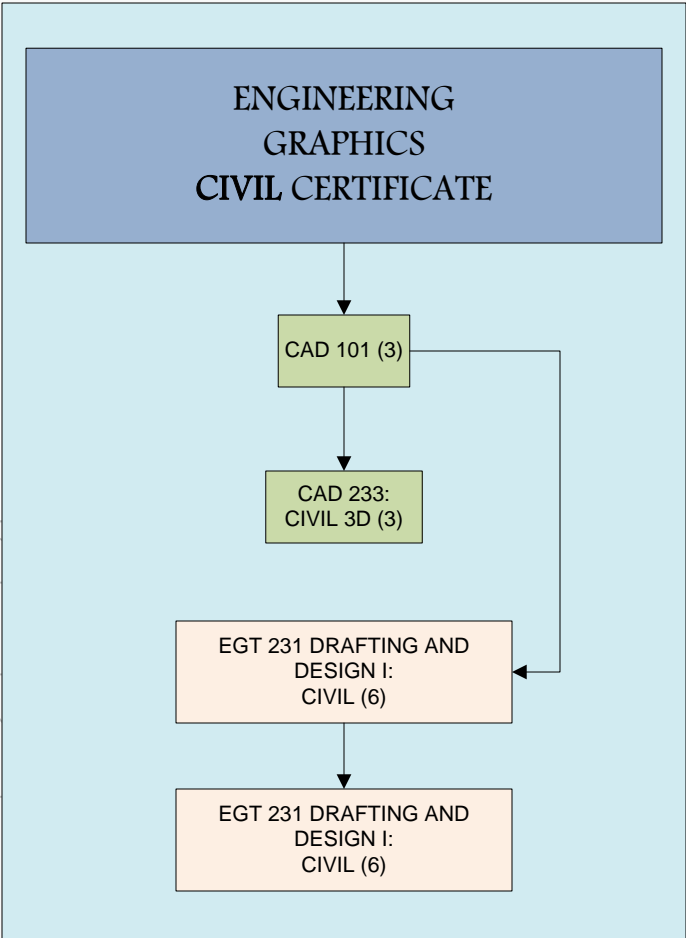 ENGINEERING
GRAPHICS
CIVIL CERTIFICATE
CAD 101 (3)
CAD 233:
CIVIL 3D (3)
EGT 231 DRAFTING AND
DESIGN I:
CIVIL (6)
EGT 231 DRAFTING AND
DESIGN I:
CIVIL (6)